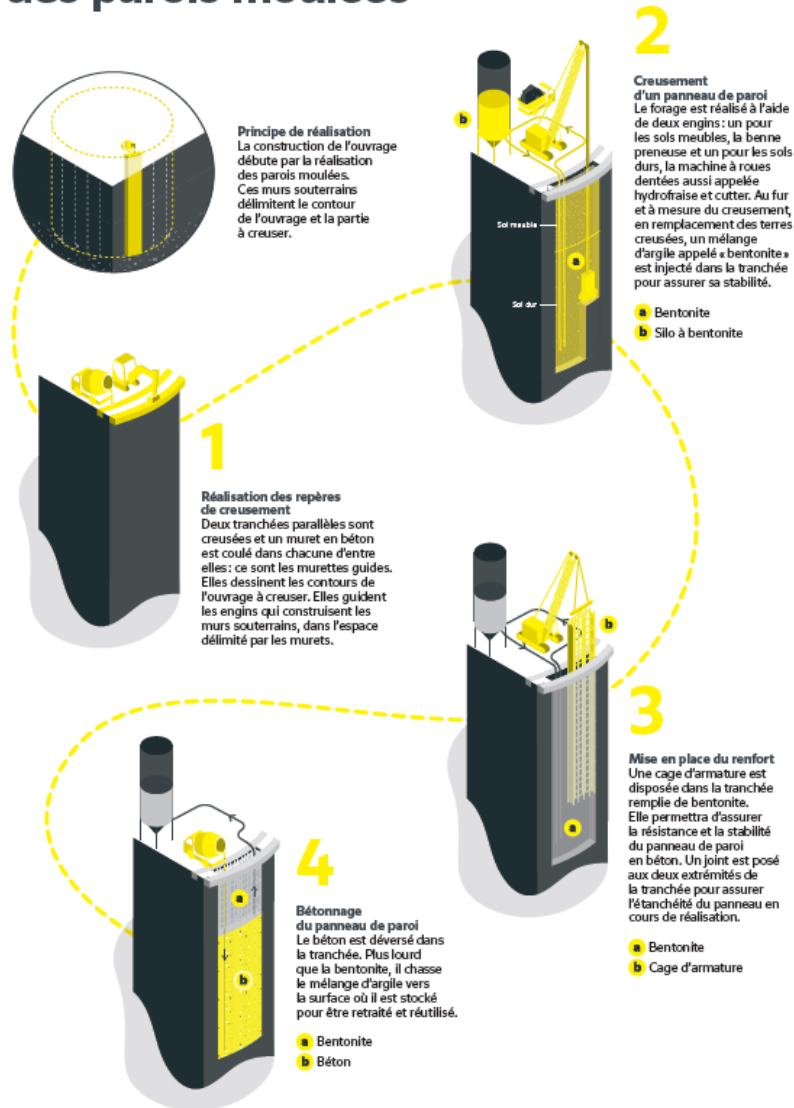 des parois moulées
Principe de réalisation
La construction de l'ouvrage
débute par la réalisation
des parois moulées.
Ces murs souterrains
délimitent le contour
de l'ouvrage et la partie
à creuser.
1
Réalisation des repères
de creusement
Deux tranchées parallèles sont
creusées et un muret en béton
est coulé dans chacune d'entre
elles : ce sont les murettes guides.
Elles dessinent les contours de
l'ouvrage à creuser. Elles guident
les engins qui construisent les
murs souterrains, dans l'espace
délimité par les murets.
2
Creusement
d'un panneau de paroi
Le forage est réalisé à l'aide
de deux engins : un pour
les sols meubles, la benne
preneuse et un pour les sols
durs, la machine à roues
dentées aussi appelée
hydrofraise et cutter. Au fur
et à mesure du creusement,
en remplacement des terres
creusées, un mélange
d'argile appelé « bentonite »
est injecté dans la tranchée
pour assurer sa stabilité.
a Bentonite
b Silo à bentonite
b
Sol meuble
a
Sol dur
3
Mise en place du renfort
Une cage d'armature est
disposée dans la tranchée
remplie de bentonite.
Elle permettra d'assurer
la résistance et la stabilité
du panneau de paroi
en béton. Un joint est posé
aux deux extrémités de
la tranchée pour assurer
l'étanchéité du panneau en
cours de réalisation.
a Bentonite
b Cage d'armature
b
a
4
Bétonnage
du panneau de paroi
Le béton est déversé dans
la tranchée. Plus lourd
que la bentonite, il chasse
le mélange d'argile vers
la surface où il est stocké
pour être retraité et réutilisé.
a Bentonite
b Béton
a
b